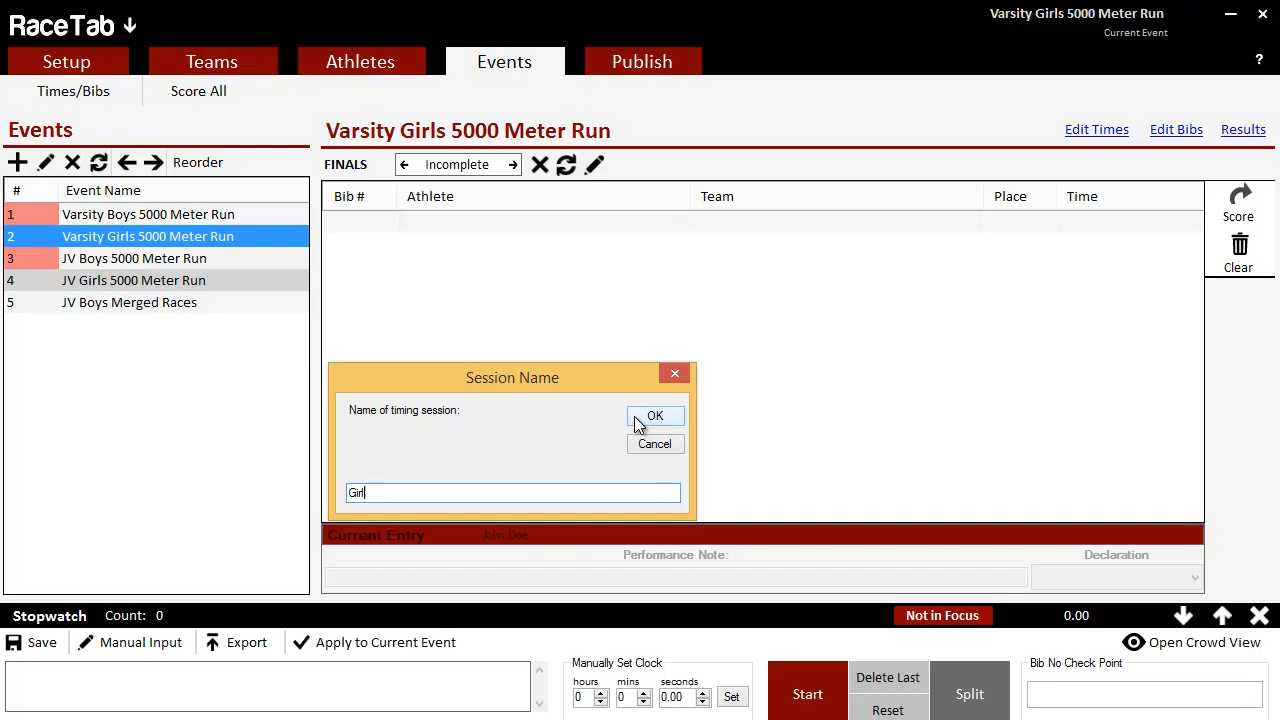 RaceTab
Varsity Girls 5000 Meter Run
Current Event
Setup
Teams
Athletes
Events
Publish
?
Times/Bibs
Score All
Events
Varsity Girls 5000 Meter Run
Edit Times
Edit Bibs
Results
Reorder
FINALS
Incomplete
# Event Name
Bib # Athlete Team Place Time
1 Varsity Boys 5000 Meter Run
2 Varsity Girls 5000 Meter Run
3 JV Boys 5000 Meter Run
4 JV Girls 5000 Meter Run
5 JV Boys Merged Races
Score
Clear
Session Name
Name of timing session:
OK
Cancel
Girl
Current Entry John Doe
Performance Note:
Declaration
Stopwatch Count: 0
Not in Focus
0.00
Save
Manual Input
Export
Apply to Current Event
Open Crowd View
Manually Set Clock
hours mins seconds
0 0 0.00 Set
Start
Delete Last
Reset
Split
Bib No Check Point